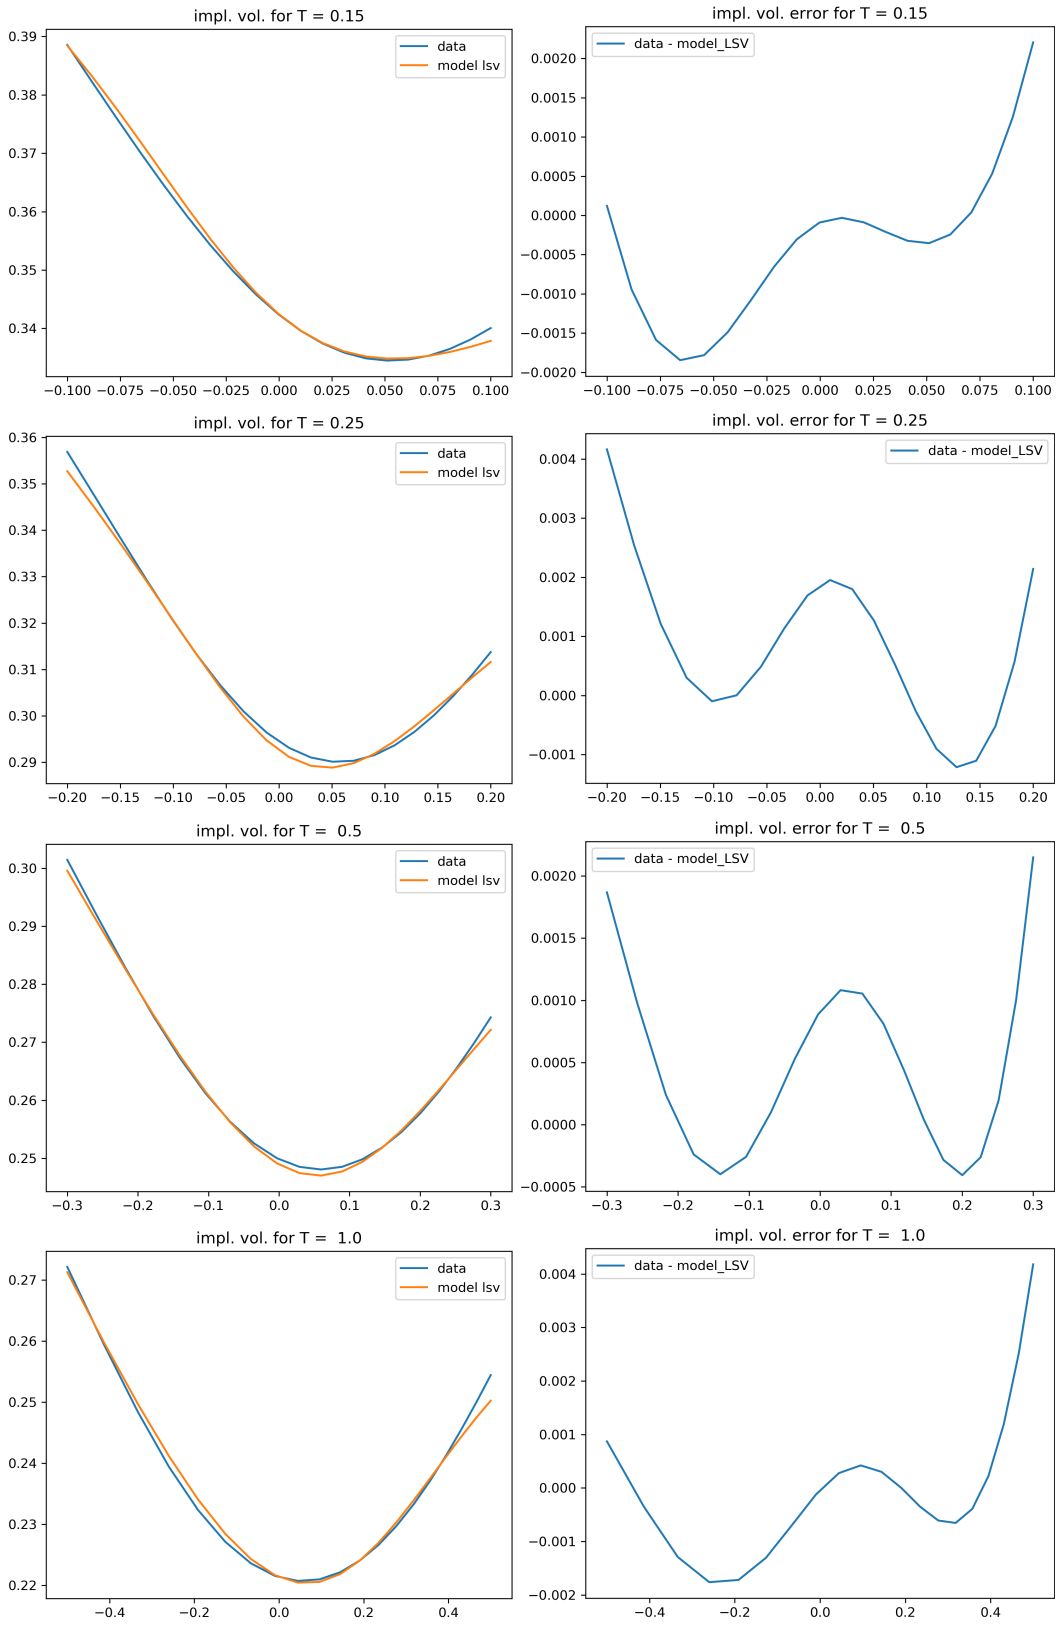 impl. vol. for T = 0.15
0.39
0.38
0.37
0.36
0.35
0.34
data
model lsv
−0.100 −0.075 −0.050 −0.025 0.000 0.025 0.050 0.075 0.100
impl. vol. error for T = 0.15
0.0020
0.0015
0.0010
0.0005
0.0000
−0.0005
−0.0010
−0.0015
−0.0020
data - model_LSV
−0.100 −0.075 −0.050 −0.025 0.000 0.025 0.050 0.075 0.100
impl. vol. for T = 0.25
0.36
0.35
0.34
0.33
0.32
0.31
0.30
0.29
data
model lsv
−0.20 −0.15 −0.10 −0.05 0.00 0.05 0.10 0.15 0.20
impl. vol. error for T = 0.25
0.004
0.003
0.002
0.001
0.000
−0.001
data - model_LSV
−0.20 −0.15 −0.10 −0.05 0.00 0.05 0.10 0.15 0.20
impl. vol. for T = 0.5
0.30
0.29
0.28
0.27
0.26
0.25
data
model lsv
−0.3 −0.2 −0.1 0.0 0.1 0.2 0.3
impl. vol. error for T = 0.5
0.0020
0.0015
0.0010
0.0005
0.0000
−0.0005
data - model_LSV
−0.3 −0.2 −0.1 0.0 0.1 0.2 0.3
impl. vol. for T = 1.0
0.27
0.26
0.25
0.24
0.23
0.22
data
model lsv
−0.4 −0.2 0.0 0.2 0.4
impl. vol. error for T = 1.0
0.004
0.003
0.002
0.001
0.000
−0.001
−0.002
data - model_LSV
−0.4 −0.2 0.0 0.2 0.4